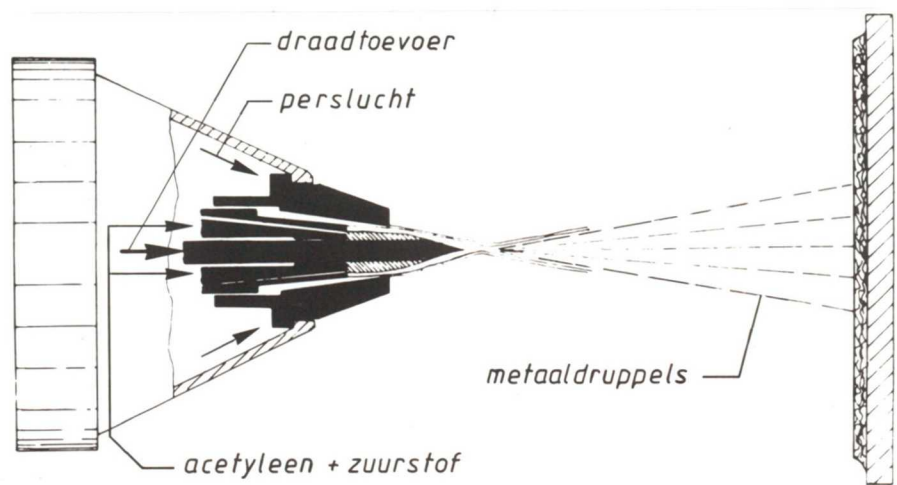 draadtoevoer
perslucht
metaaldruppels
acetyleen + zuurstof